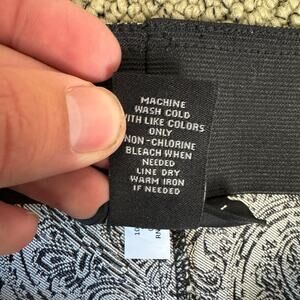 MACHINE
WASH COLD
WITH LIKE COLORS
ONLY
NON-CHLORINE
BLEACH WHEN
NEEDED
LINE DRY
WARM IRON
IF NEEDED